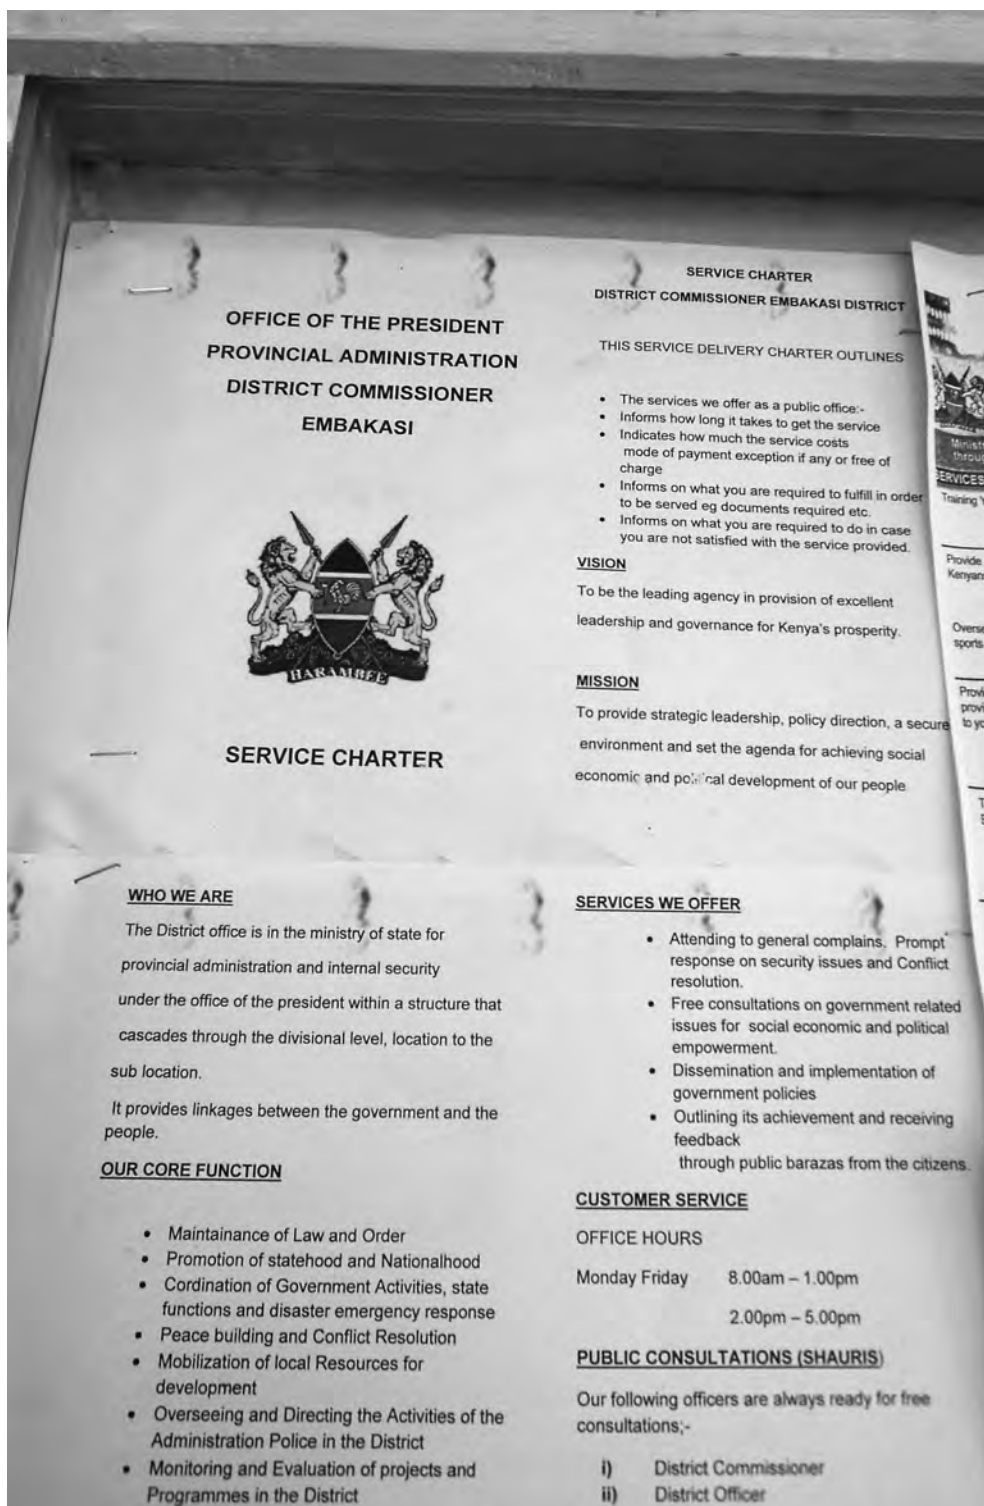 OFFICE OF THE PRESIDENT
PROVINCIAL ADMINISTRATION
DISTRICT COMMISSIONER
EMBAKASI
HARAMBEE
SERVICE CHARTER
SERVICE CHARTER
DISTRICT COMMISSIONER EMBAKASI DISTRICT
THIS SERVICE DELIVERY CHARTER OUTLINES
• The services we offer as a public office:-
• Informs how long it takes to get the service
• Indicates how much the service costs
mode of payment exception if any or free of
charge
• Informs on what you are required to fulfill in order
to be served eg documents required etc.
• Informs on what you are required to do in case
you are not satisfied with the service provided.
VISION
To be the leading agency in provision of excellent
leadership and governance for Kenya's prosperity.
MISSION
To provide strategic leadership, policy direction, a secure
environment and set the agenda for achieving social
economic and political development of our people
WHO WE ARE
The District office is in the ministry of state for
provincial administration and internal security
under the office of the president within a structure that
cascades through the divisional level, location to the
sub location.
It provides linkages between the government and the
people.
OUR CORE FUNCTION
• Maintainance of Law and Order
• Promotion of statehood and Nationalhood
• Cordination of Government Activities, state
functions and disaster emergency response
• Peace building and Conflict Resolution
• Mobilization of local Resources for
development
• Overseeing and Directing the Activities of the
Administration Police in the District
• Monitoring and Evaluation of projects and
Programmes in the District
SERVICES WE OFFER
• Attending to general complains. Prompt
response on security issues and Conflict
resolution.
• Free consultations on government related
issues for social economic and political
empowerment.
• Dissemination and implementation of
government policies
• Outlining its achievement and receiving
feedback
through public barazas from the citizens.
CUSTOMER SERVICE
OFFICE HOURS
Monday Friday 8.00am – 1.00pm
2.00pm – 5.00pm
PUBLIC CONSULTATIONS (SHAURIS)
Our following officers are always ready for free
consultations;-
i) District Commissioner
ii) District Officer
SERVICES
Training
Provide